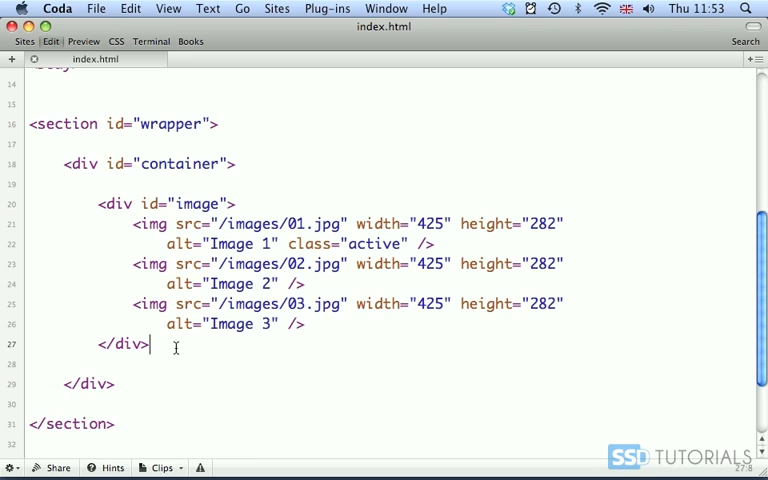 Coda File Edit View Text Go Sites Plug-ins Window Help Thu 11:53
index.html
Sites Edit Preview CSS Terminal Books Search
index.html
14
15
16 <section id="wrapper">
17
18 <div id="container">
19
20 <div id="image">
21 <img src="/images/01.jpg" width="425" height="282"
22 alt="Image 1" class="active" />
23 <img src="/images/02.jpg" width="425" height="282"
24 alt="Image 2" />
25 <img src="/images/03.jpg" width="425" height="282"
26 alt="Image 3" />
27 </div>
28
29 </div>
30
31 </section>
32
Share Hints Clips
SSD TUTORIALS
27:8